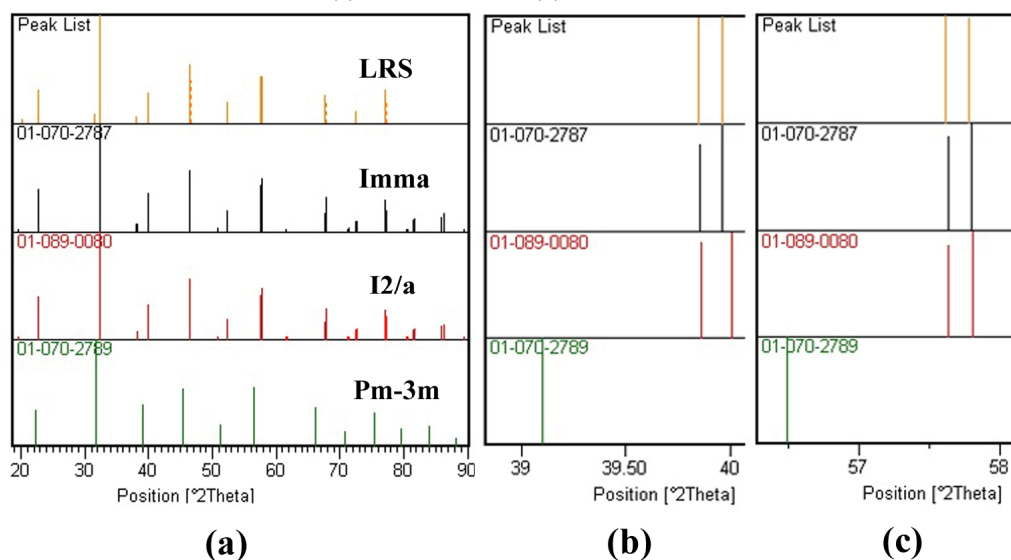 Peak List
LRS
01-070-2787
Imma
01-089-0080
I2/a
01-070-2789
Pm-3m
20 30 40 50 60 70 80 90
Position [°2Theta]
(a)
Peak List
01-070-2787
01-089-0080
01-070-2789
39 39.50 40
Position [°2Theta]
(b)
Peak List
01-070-2787
01-089-0080
01-070-2789
57 58
Position [°2Theta]
(c)